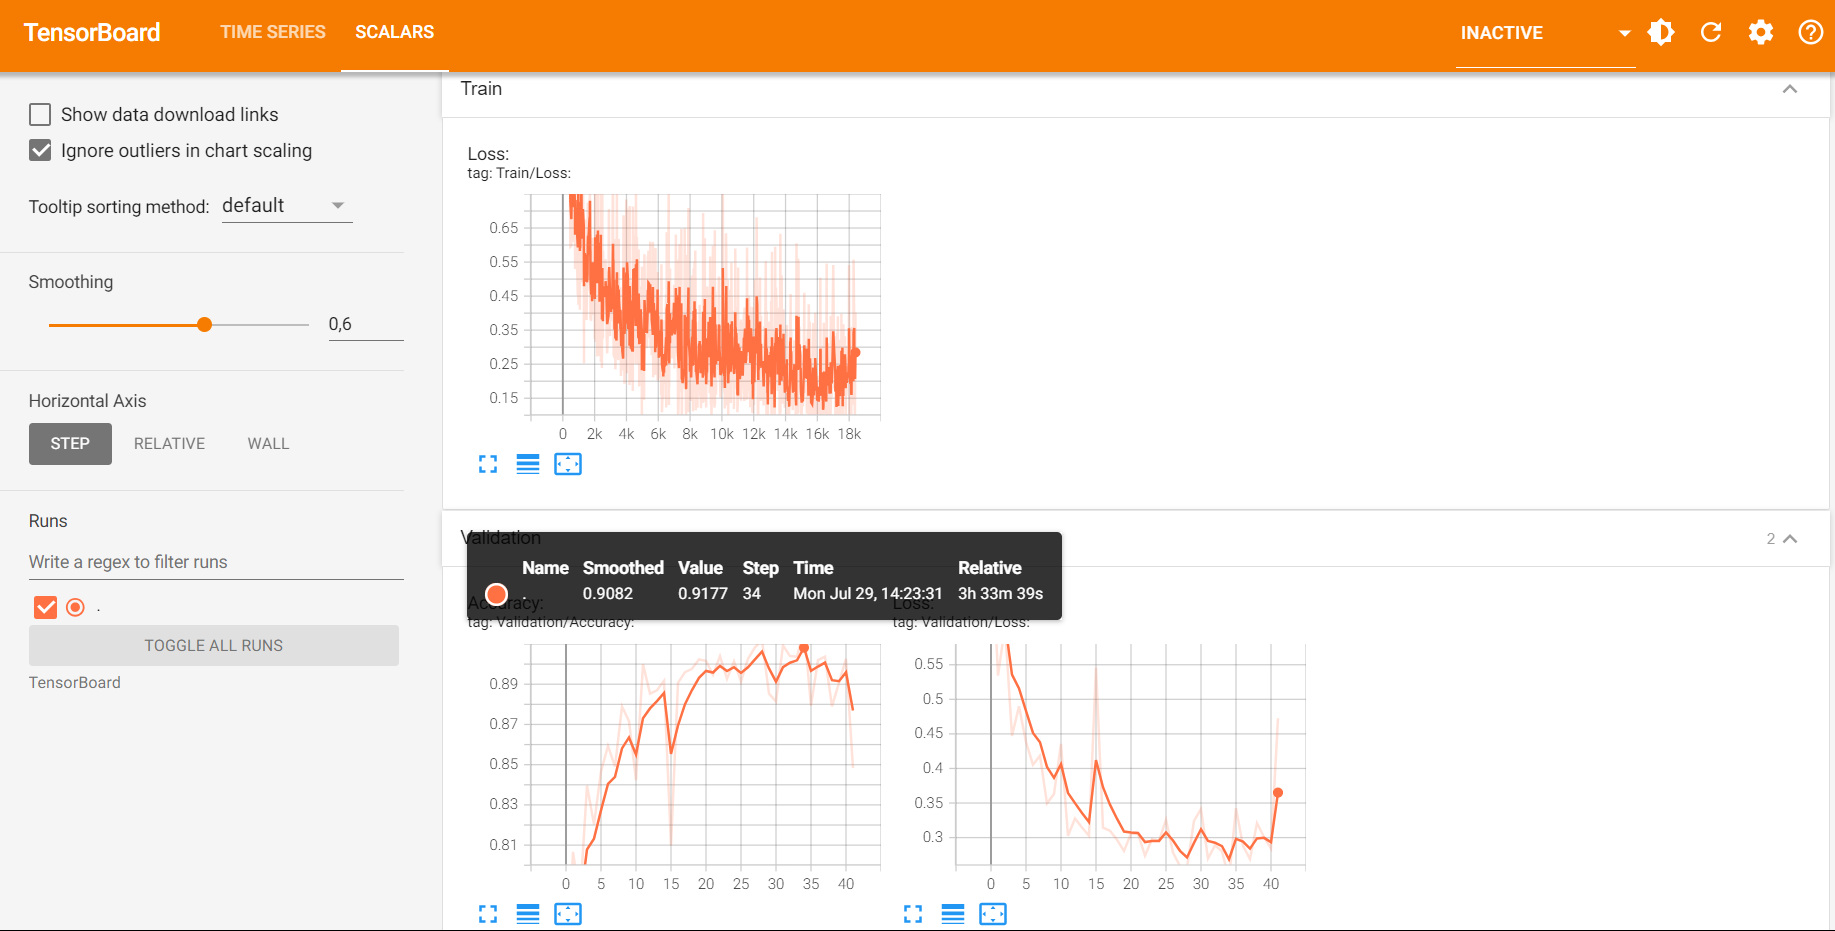 TensorBoard TIME SERIES SCALARS INACTIVE
Show data download links
Ignore outliers in chart scaling
Tooltip sorting method: default
Smoothing
0,6
Horizontal Axis
STEP RELATIVE WALL
Runs
Write a regex to filter runs
.
TOGGLE ALL RUNS
TensorBoard
Train
Loss:
tag: Train/Loss:
0.65
0.55
0.45
0.35
0.25
0.15
0 2k 4k 6k 8k 10k 12k 14k 16k 18k
Validation
2
Name Smoothed Value Step Time Relative
. 0.9082 0.9177 34 Mon Jul 29, 14:23:31 3h 33m 39s
Accuracy:
tag: Validation/Accuracy:
0.89
0.87
0.85
0.83
0.81
0 5 10 15 20 25 30 35 40
Loss:
tag: Validation/Loss:
0.55
0.5
0.45
0.4
0.35
0.3
0 5 10 15 20 25 30 35 40